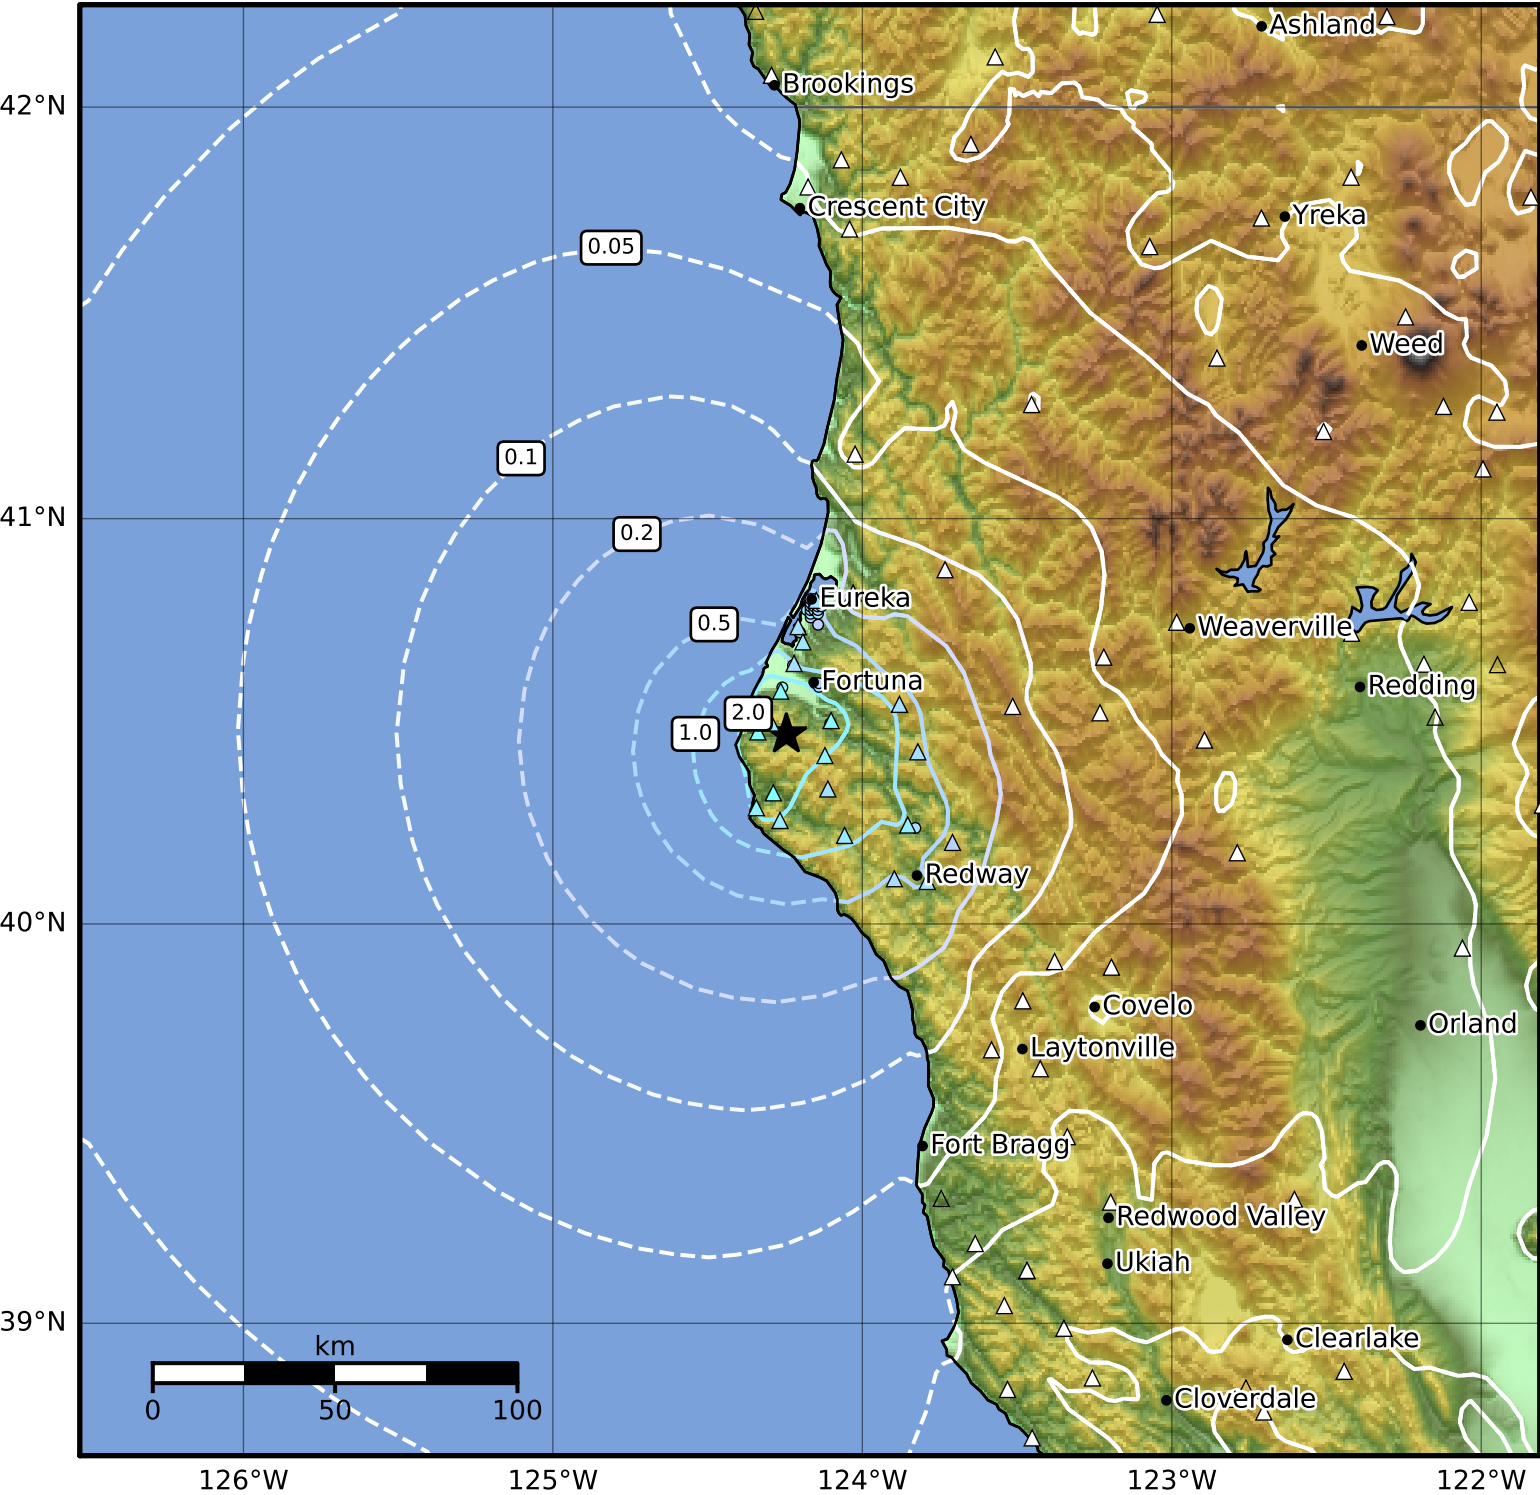 Ashland
Brookings
42°N
Crescent City
Yreka
0.05
Weed
0.1
41°N
0.2
Eureka
0.5
Weaverville
Fortuna
Redding
2.0
1.0
Redway
40°N
Covelo
Orland
Laytonville
Fort Bragg
Redwood Valley
Ukiah
39°N
Clearlake
km
Cloverdale
0 50 100
126°W 125°W 124°W 123°W 122°W